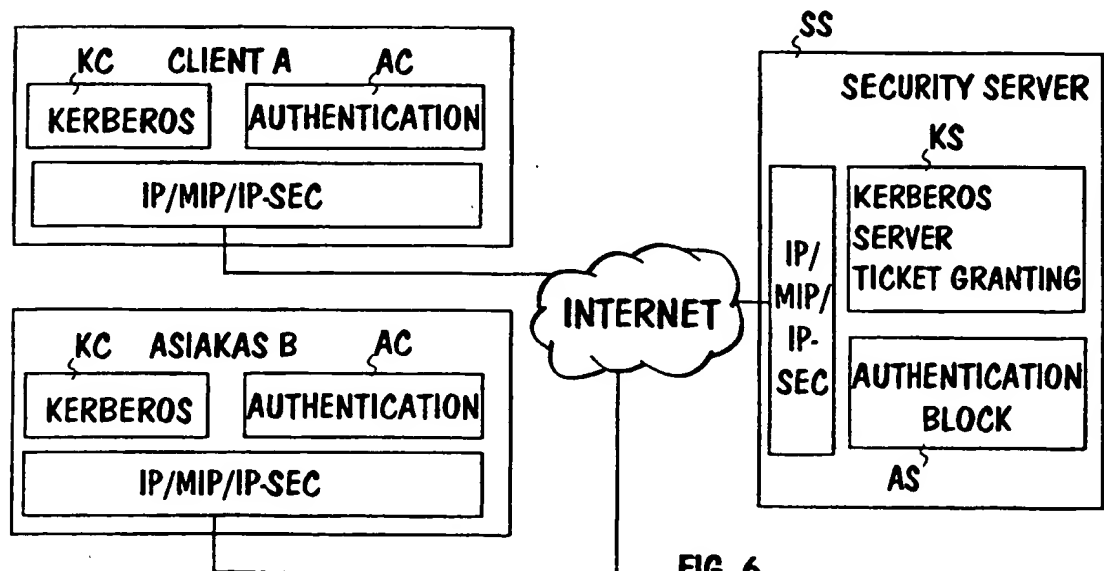 KC CLIENT A AC
KERBEROS
AUTHENTICATION
IP/MIP/IP-SEC
KC ASIAKAS B AC
KERBEROS
AUTHENTICATION
IP/MIP/IP-SEC
INTERNET
SS
SECURITY SERVER
IP/
MIP/
IP-
SEC
KS
KERBEROS
SERVER
TICKET GRANTING
AUTHENTICATION
BLOCK
AS
FIG. 6